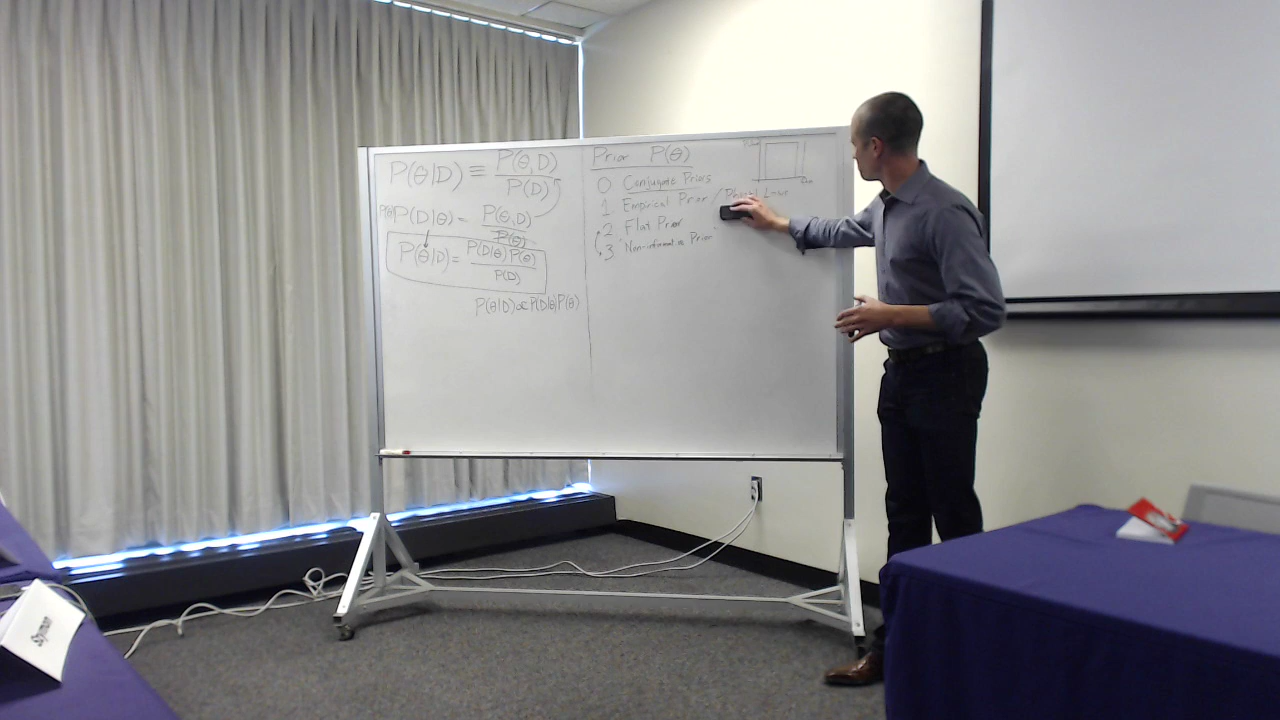 P(θ|D) ≡ P(θ,D) / P(D)
P(D|θ) = P(θ,D) / P(θ)
P(θ|D) = P(D|θ) P(θ) / P(D)
P(θ|D) ∝ P(D|θ) P(θ)
Prior P(θ)
0 Conjugate Priors
1 Empirical Prior /
2 Flat Prior
3 "Non-informative Prior"